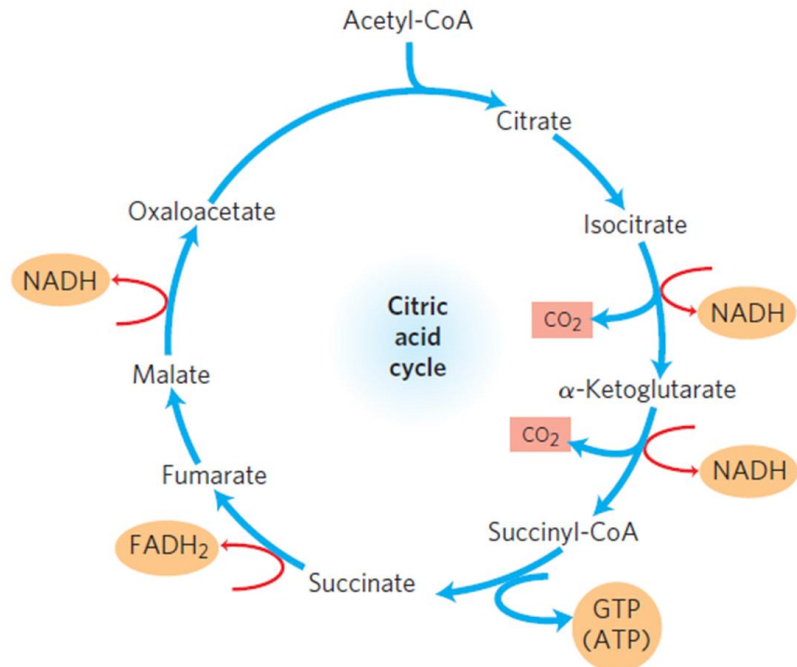 Acetyl-CoA
Citrate
Isocitrate
NADH
CO₂
α-Ketoglutarate
CO₂
NADH
Succinyl-CoA
GTP
(ATP)
Succinate
FADH₂
Fumarate
Malate
NADH
Oxaloacetate
Citric
acid
cycle